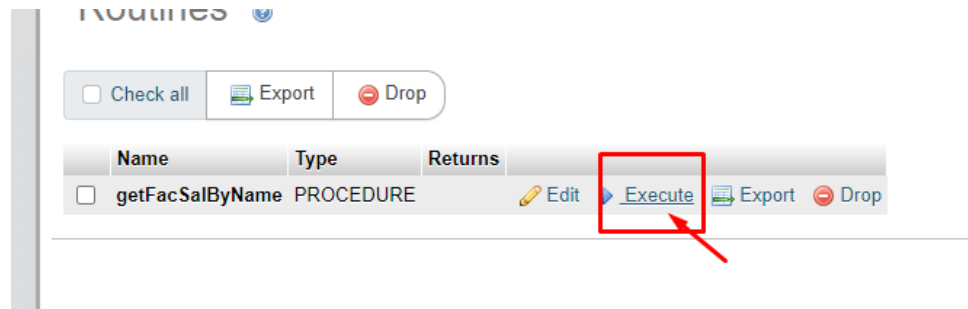 Routines
Check all Export Drop
Name Type Returns
getFacSalByName PROCEDURE Edit Execute Export Drop